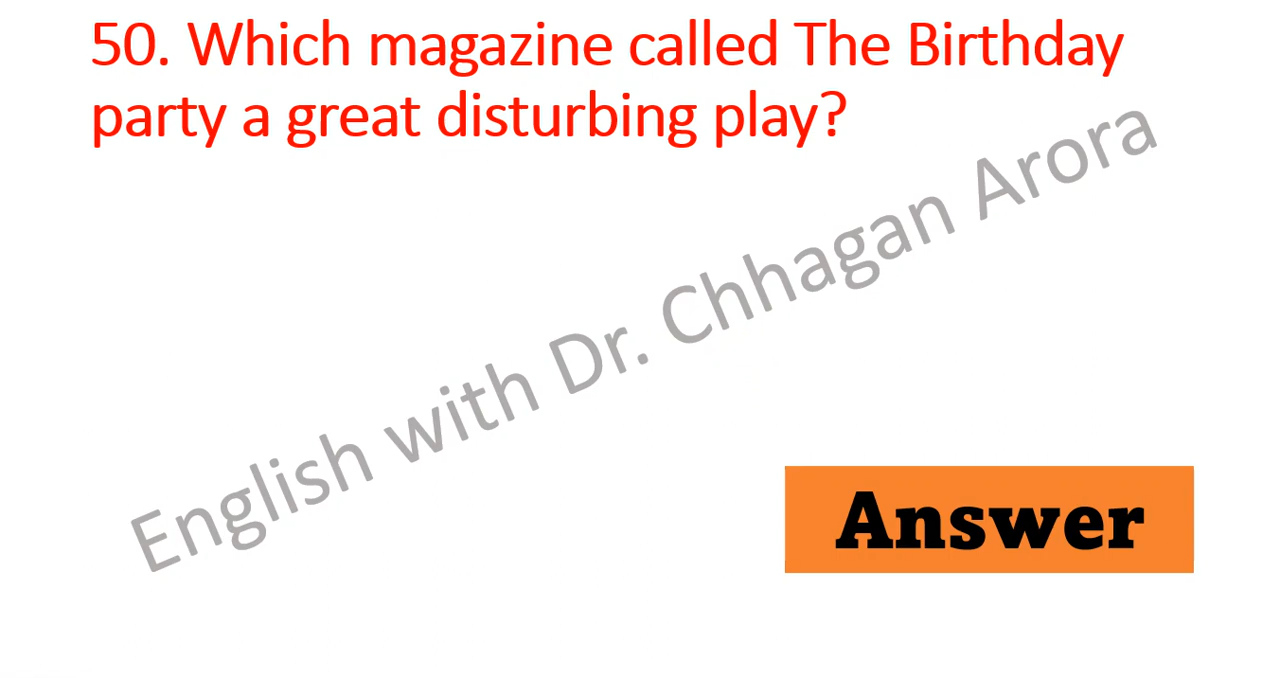 50. Which magazine called The Birthday
party a great disturbing play?
English with Dr. Chhagan Arora
Answer